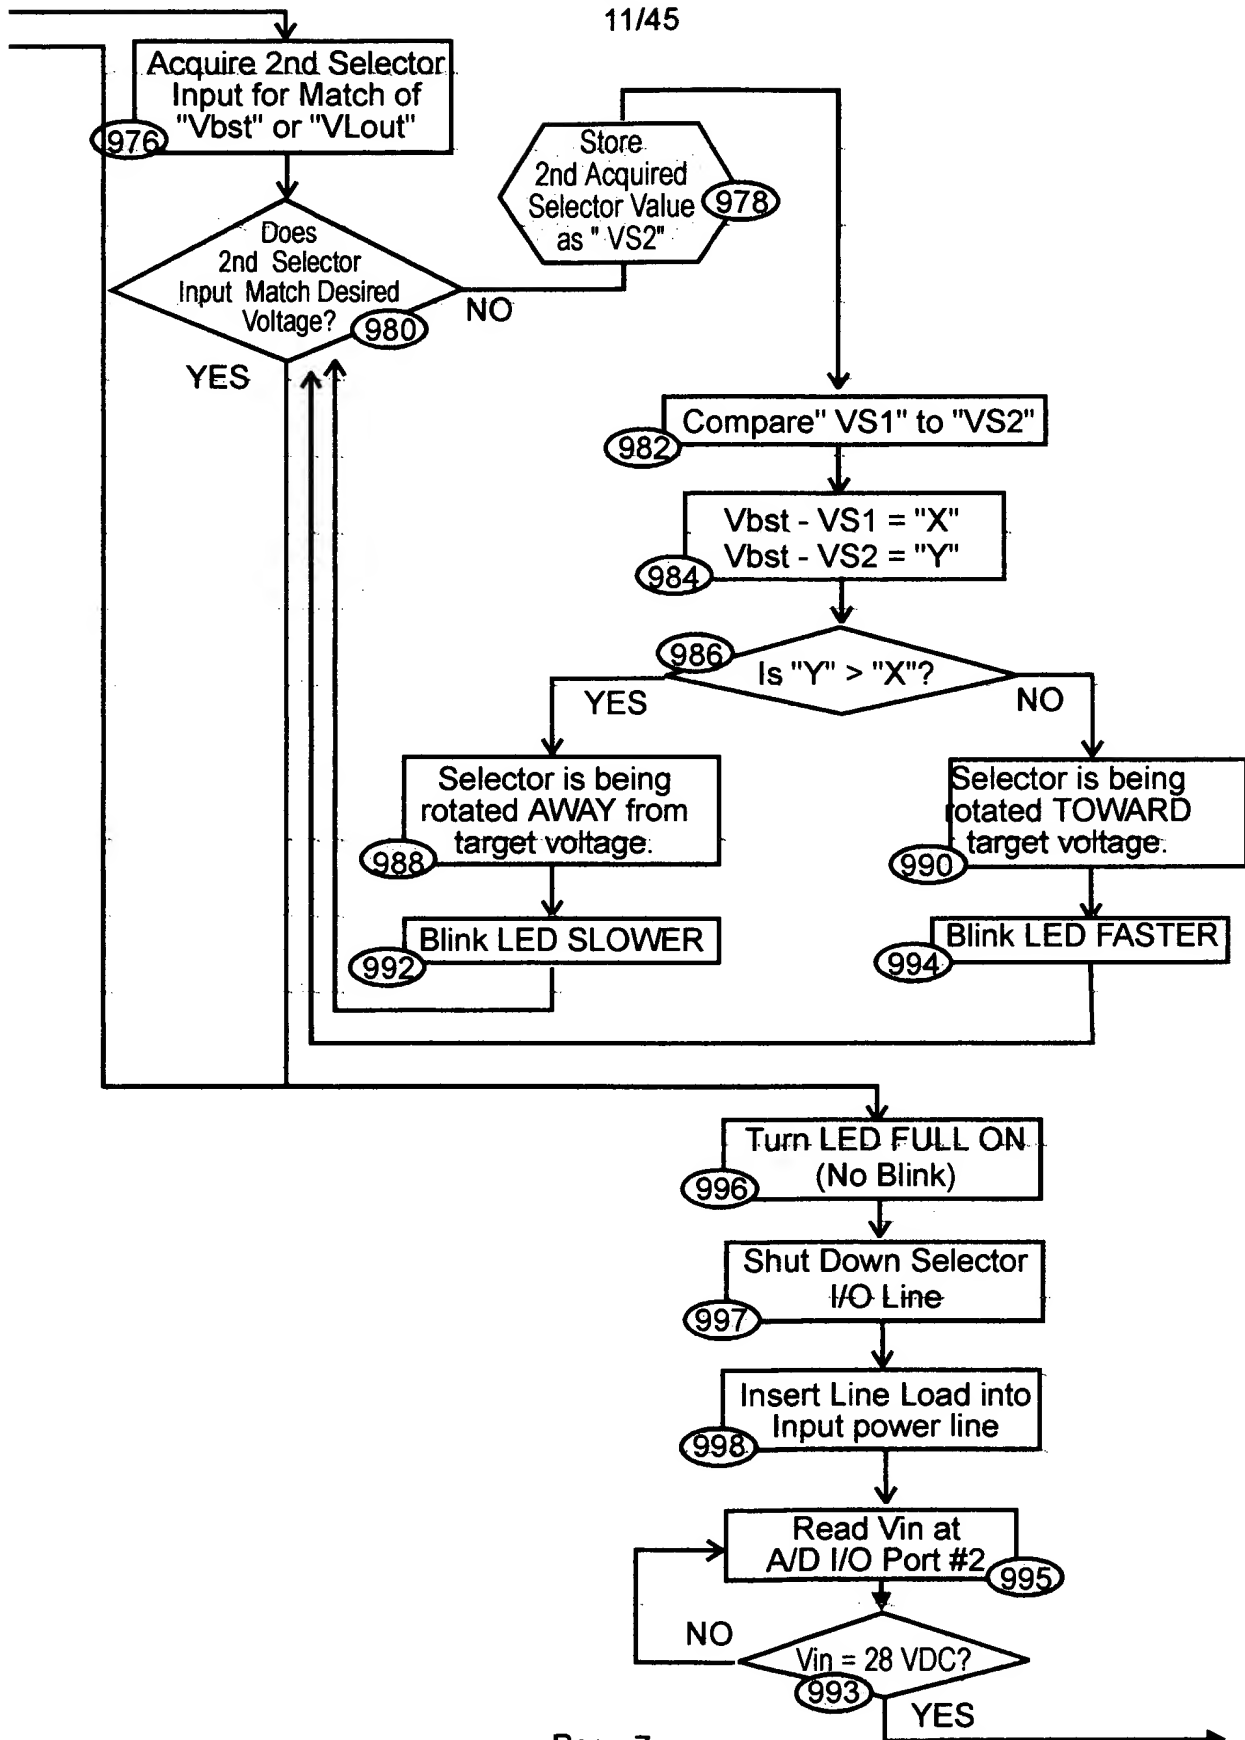 11/45
Acquire 2nd Selector
Input for Match of
"Vbst" or "VLout"
976
Store
2nd Acquired
Selector Value
as " VS2"
978
Does
2nd Selector
Input Match Desired
Voltage?
980
NO
YES
Compare" VS1" to "VS2"
982
Vbst - VS1 = "X"
Vbst - VS2 = "Y"
984
986
Is "Y" > "X"?
YES
NO
Selector is being
rotated AWAY from
target voltage.
988
Selector is being
rotated TOWARD
target voltage.
990
Blink LED SLOWER
992
Blink LED FASTER
994
Turn LED FULL ON
(No Blink)
996
Shut Down Selector
I/O Line
997
Insert Line Load into
Input power line
998
Read Vin at
A/D I/O Port #2
995
NO
Vin = 28 VDC?
993
YES